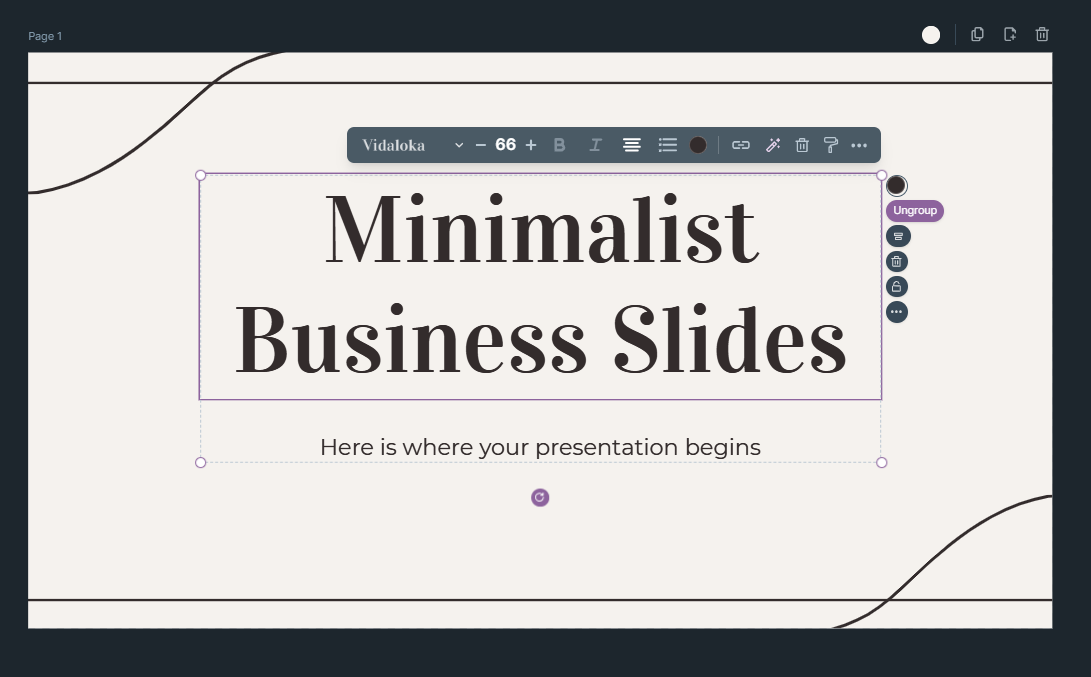 Page 1
Vidaloka
66
B I
Ungroup
Minimalist
Business Slides
Here is where your presentation begins